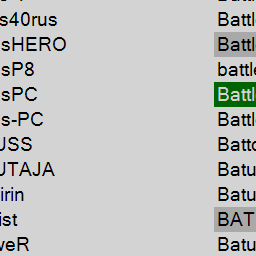 s40rus Battl
sHERO Battl
sP8 battle
sPC Battl
s-PC Battl
USS Batto
UTAJA Batu
irin Batu
ist BAT
weR Batu